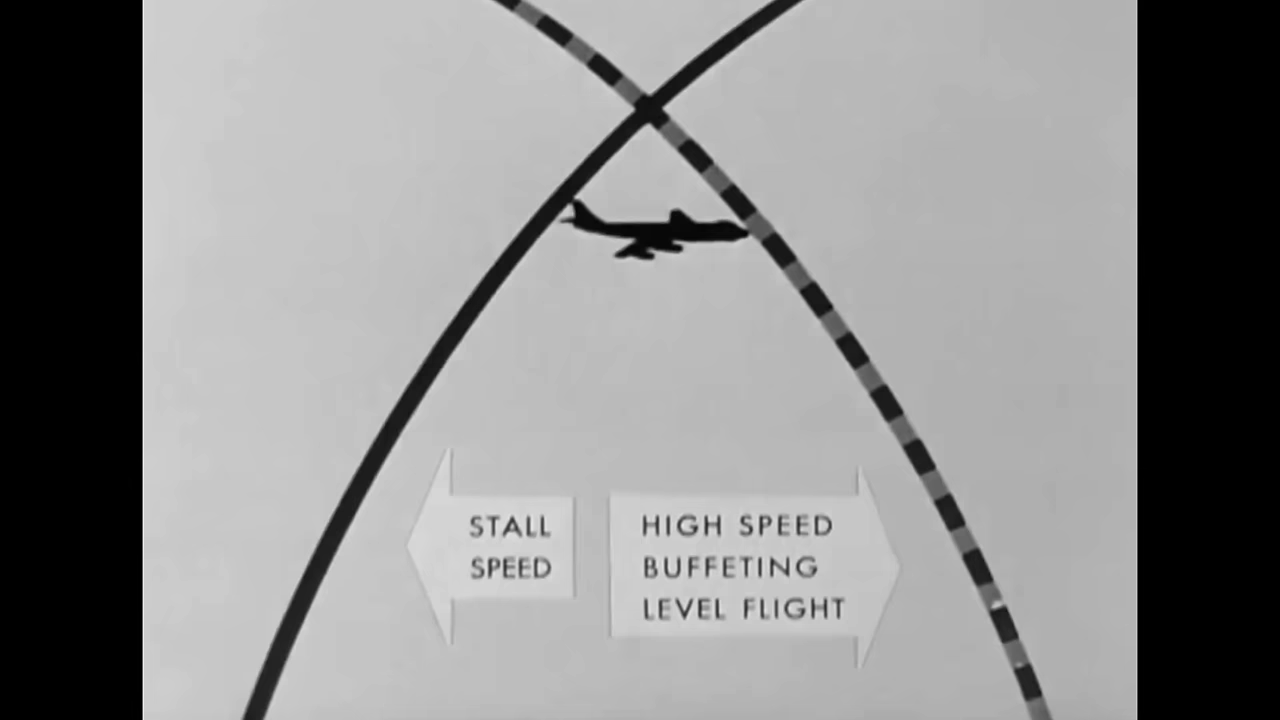 STALL
SPEED
HIGH SPEED
BUFFETING
LEVEL FLIGHT